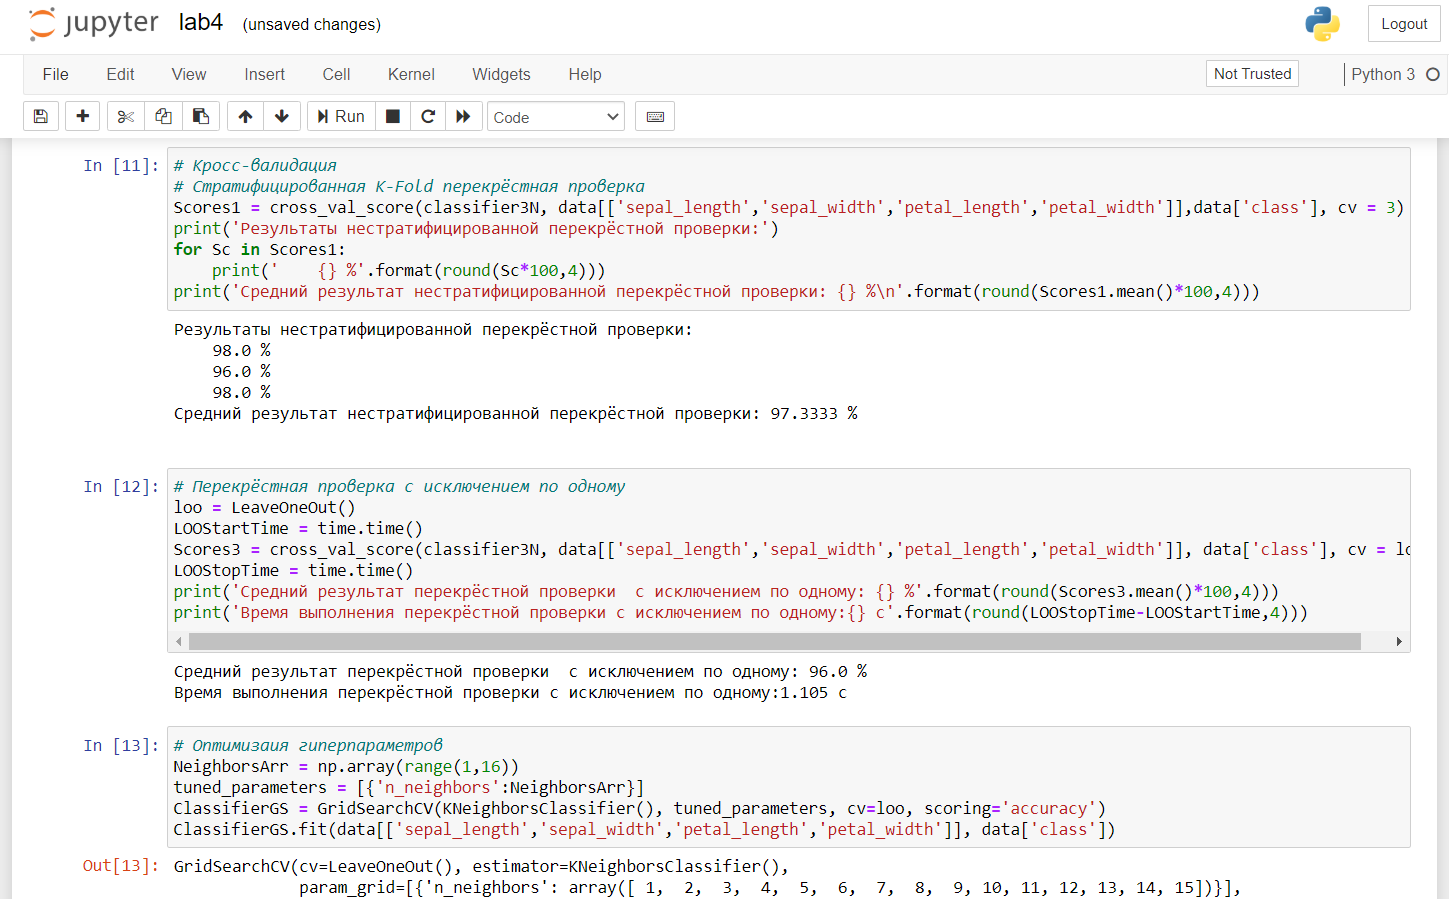 jupyter lab4 (unsaved changes) Logout
File Edit View Insert Cell Kernel Widgets Help Not Trusted Python 3
Run Code
In [11]: # Кросс-валидация
# Стратифицированная K-Fold перекрёстная проверка
Scores1 = cross_val_score(classifier3N, data[['sepal_length','sepal_width','petal_length','petal_width']],data['class'], cv = 3)
print('Результаты нестратифицированной перекрёстной проверки:')
for Sc in Scores1:
    print('    {} %'.format(round(Sc*100,4)))
print('Средний результат нестратифицированной перекрёстной проверки: {} %\n'.format(round(Scores1.mean()*100,4)))
Результаты нестратифицированной перекрёстной проверки:
    98.0 %
    96.0 %
    98.0 %
Средний результат нестратифицированной перекрёстной проверки: 97.3333 %
In [12]: # Перекрёстная проверка с исключением по одному
loo = LeaveOneOut()
LOOStartTime = time.time()
Scores3 = cross_val_score(classifier3N, data[['sepal_length','sepal_width','petal_length','petal_width']], data['class'], cv = lo
LOOStopTime = time.time()
print('Средний результат перекрёстной проверки  с исключением по одному: {} %'.format(round(Scores3.mean()*100,4)))
print('Время выполнения перекрёстной проверки с исключением по одному:{} с'.format(round(LOOStopTime-LOOStartTime,4)))
Средний результат перекрёстной проверки  с исключением по одному: 96.0 %
Время выполнения перекрёстной проверки с исключением по одному:1.105 с
In [13]: # Оптимизаия гиперпараметров
NeighborsArr = np.array(range(1,16))
tuned_parameters = [{'n_neighbors':NeighborsArr}]
ClassifierGS = GridSearchCV(KNeighborsClassifier(), tuned_parameters, cv=loo, scoring='accuracy')
ClassifierGS.fit(data[['sepal_length','sepal_width','petal_length','petal_width']], data['class'])
Out[13]: GridSearchCV(cv=LeaveOneOut(), estimator=KNeighborsClassifier(),
             param_grid=[{'n_neighbors': array([ 1,  2,  3,  4,  5,  6,  7,  8,  9, 10, 11, 12, 13, 14, 15])}],